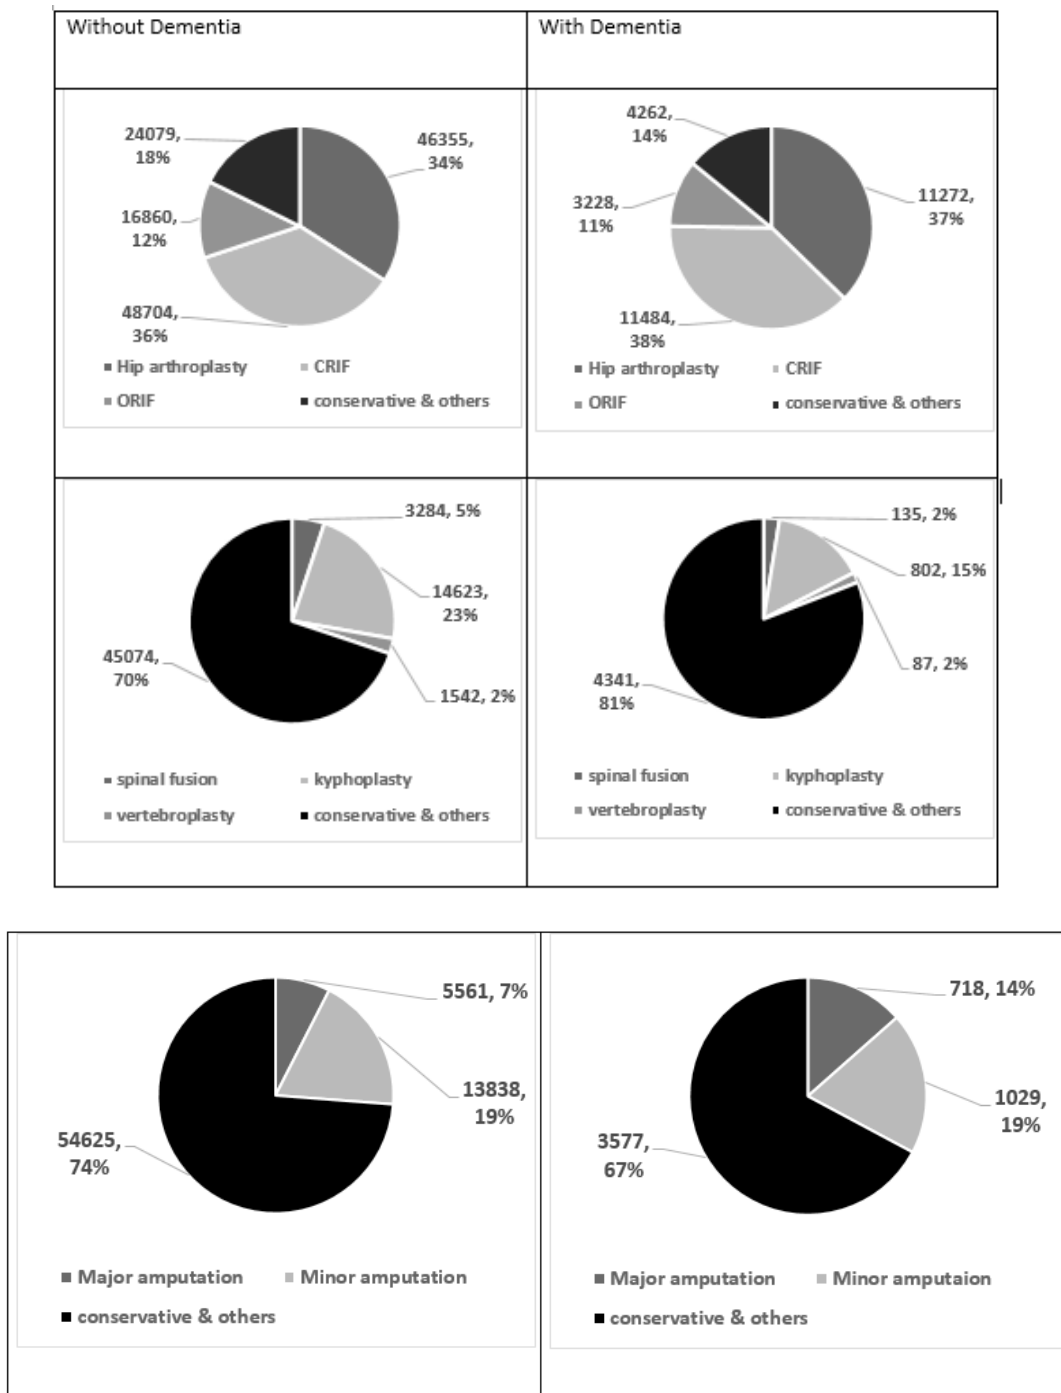 Without Dementia
With Dementia
24079,
18%
46355,
34%
16860,
12%
48704,
36%
Hip arthroplasty
CRIF
ORIF
conservative & others
4262,
14%
11272,
37%
3228,
11%
11484,
38%
Hip arthroplasty
CRIF
ORIF
conservative & others
3284, 5%
14623,
23%
45074,
70%
1542, 2%
spinal fusion
kyphoplasty
vertebroplasty
conservative & others
135, 2%
802, 15%
87, 2%
4341,
81%
spinal fusion
kyphoplasty
vertebroplasty
conservative & others
5561, 7%
13838,
19%
54625,
74%
Major amputation
Minor amputation
conservative & others
718, 14%
1029,
19%
3577,
67%
Major amputation
Minor amputaion
conservative & others